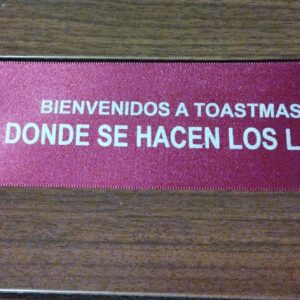 BIENVENIDOS A TOASTMAS
DONDE SE HACEN LOS L